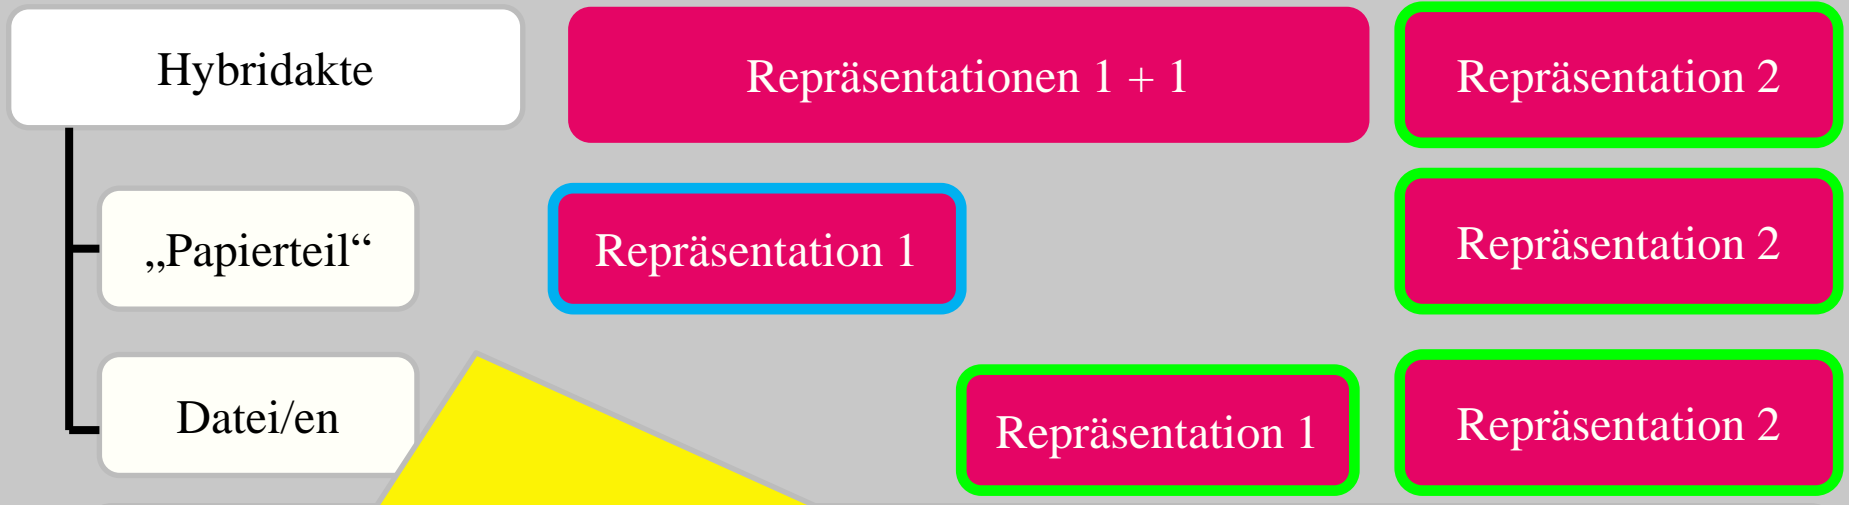 Hybridakte
Repräsentationen 1 + 1
Repräsentation 2
„Papierteil“
Repräsentation 1
Repräsentation 2
Datei/en
Repräsentation 1
Repräsentation 2